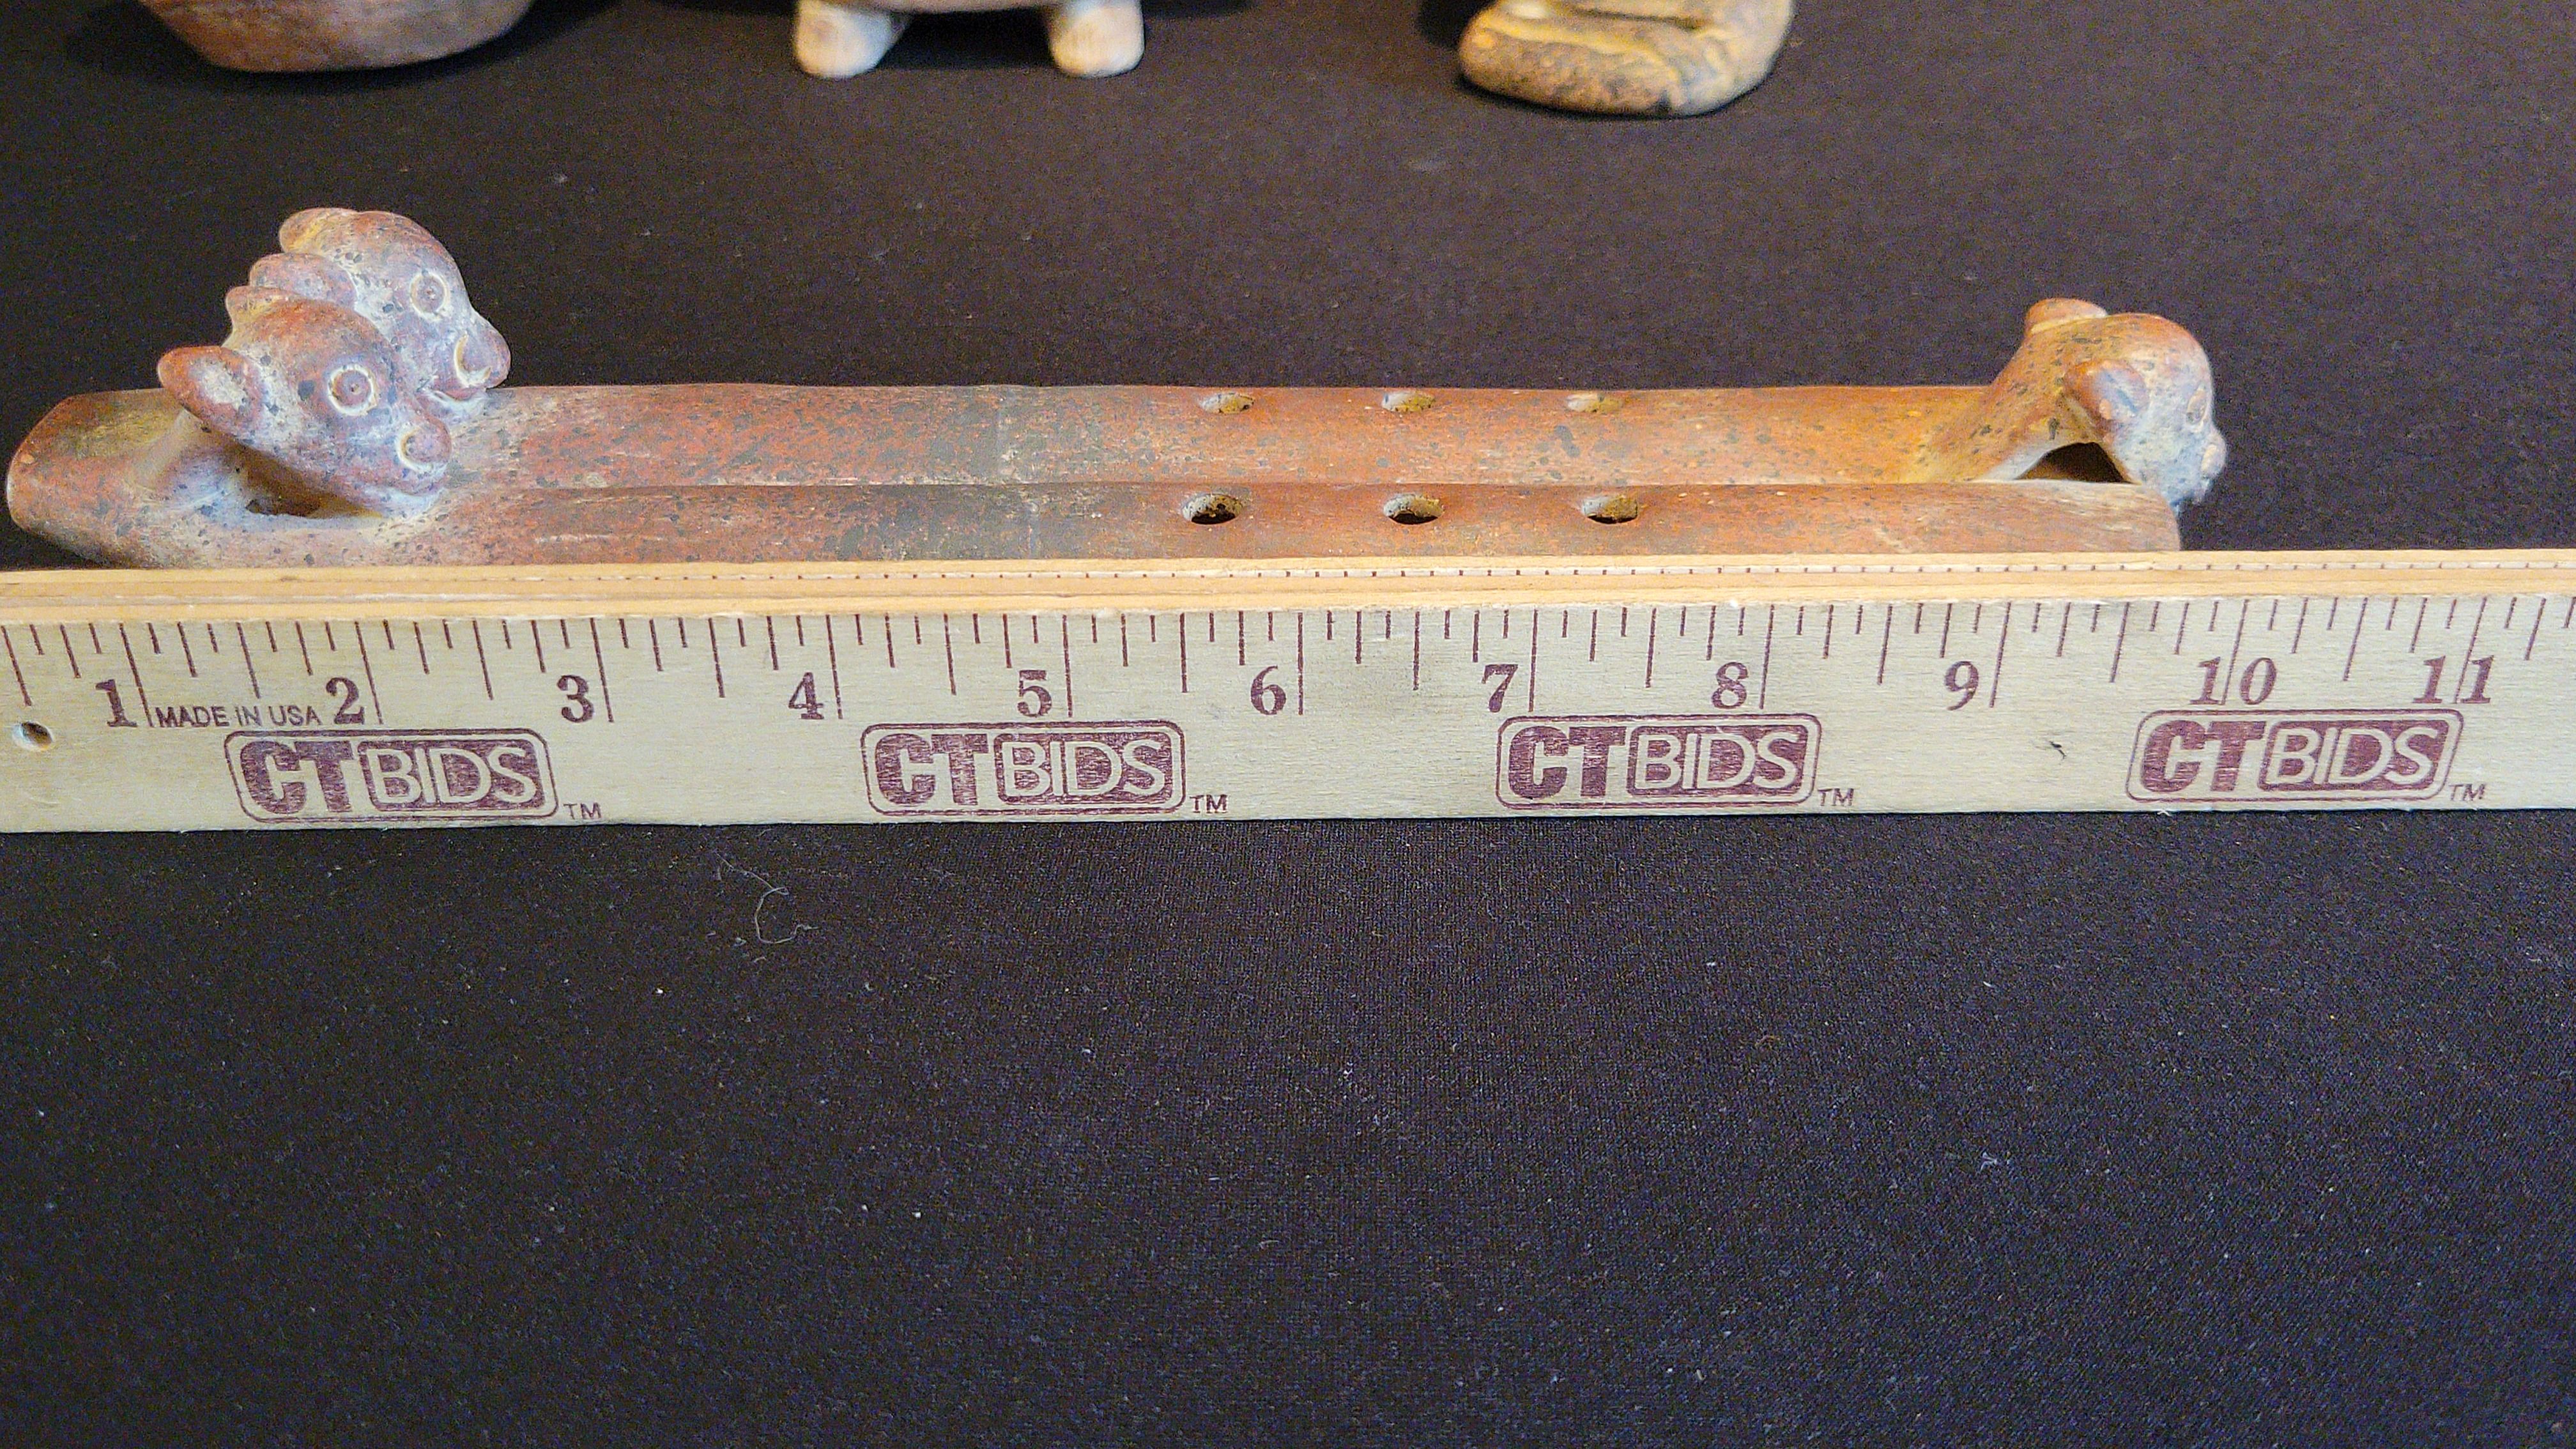 1 MADE IN USA 2 3 4 5 6 7 8 9 10 11
CTBIDS™ CTBIDS™ CTBIDS™ CTBIDS™